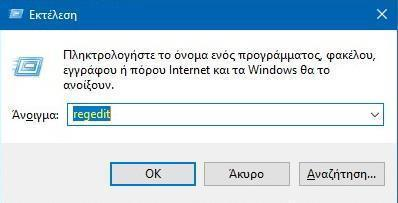 Εκτέλεση
Πληκτρολογήστε το όνομα ενός προγράμματος, φακέλου,
εγγράφου ή πόρου Internet και τα Windows θα το
ανοίξουν.
Άνοιγμα: regedit
OK Άκυρο Αναζήτηση...